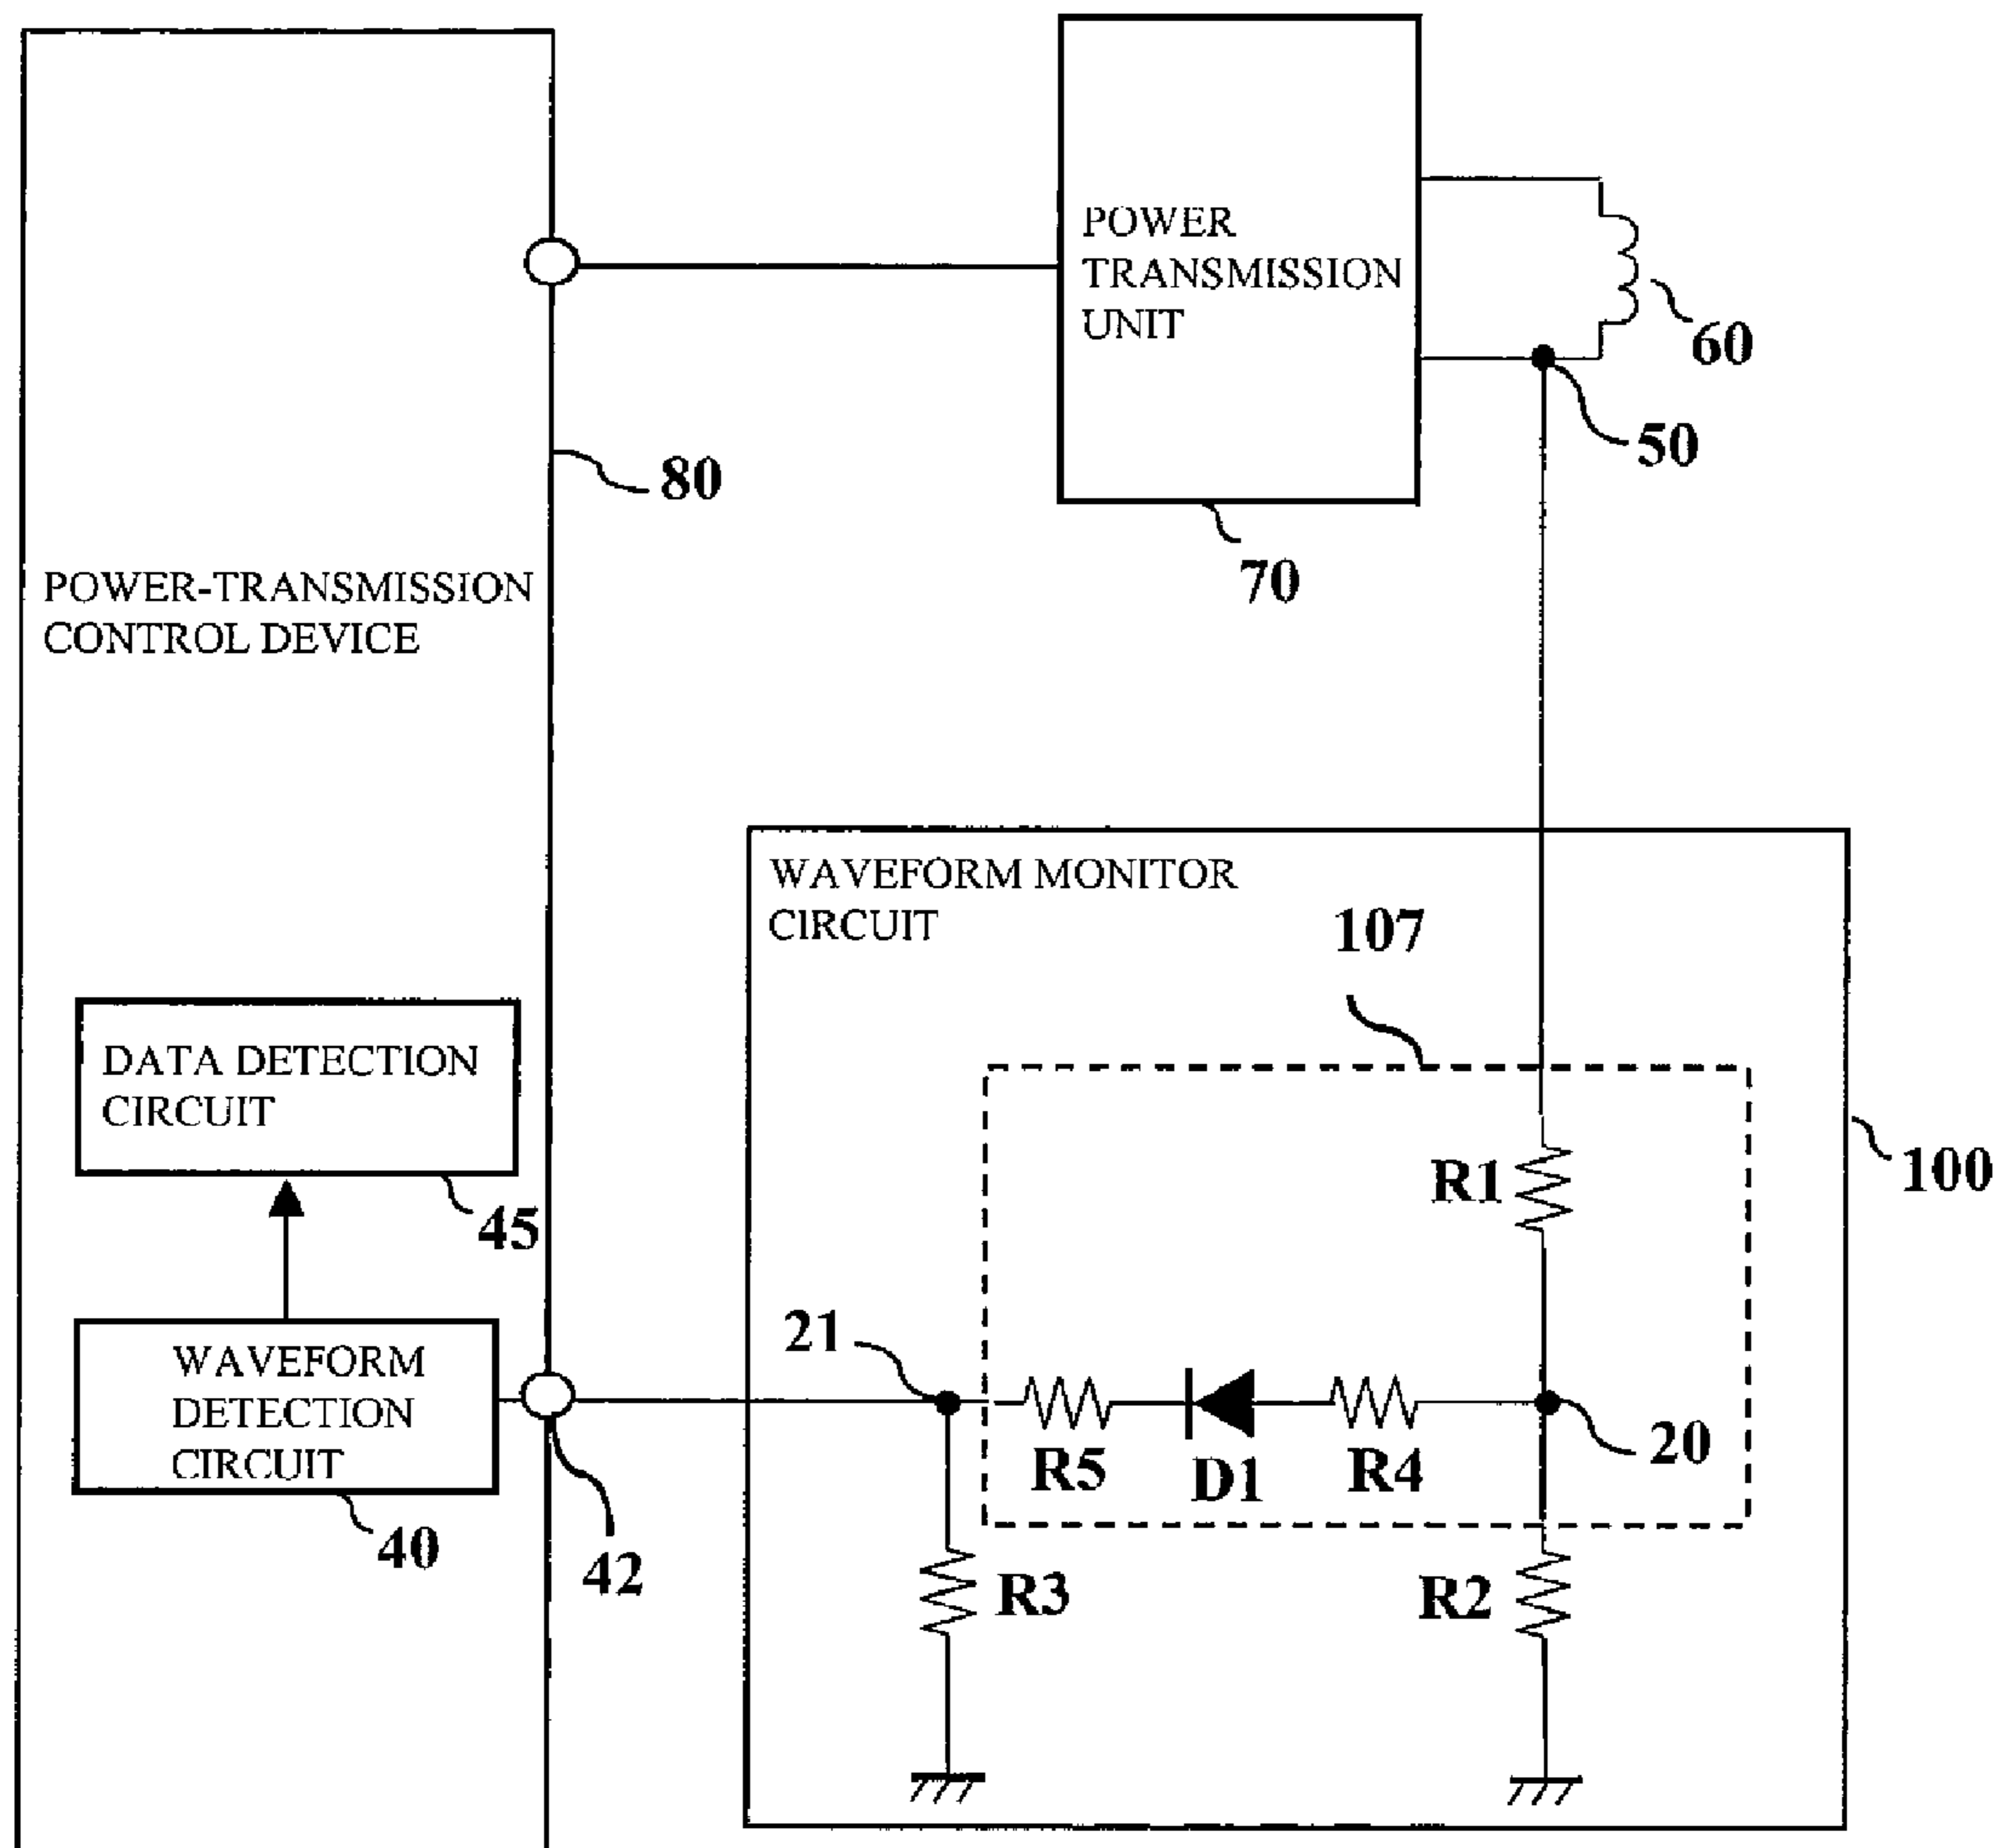 POWER
TRANSMISSION
UNIT
60
50
80
70
POWER-TRANSMISSION
CONTROL DEVICE
WAVEFORM MONITOR
CIRCUIT
107
DATA DETECTION
CIRCUIT
45
R1
100
21
WAVEFORM
DETECTION
CIRCUIT
40
42
R5
D1
R4
20
R3
R2